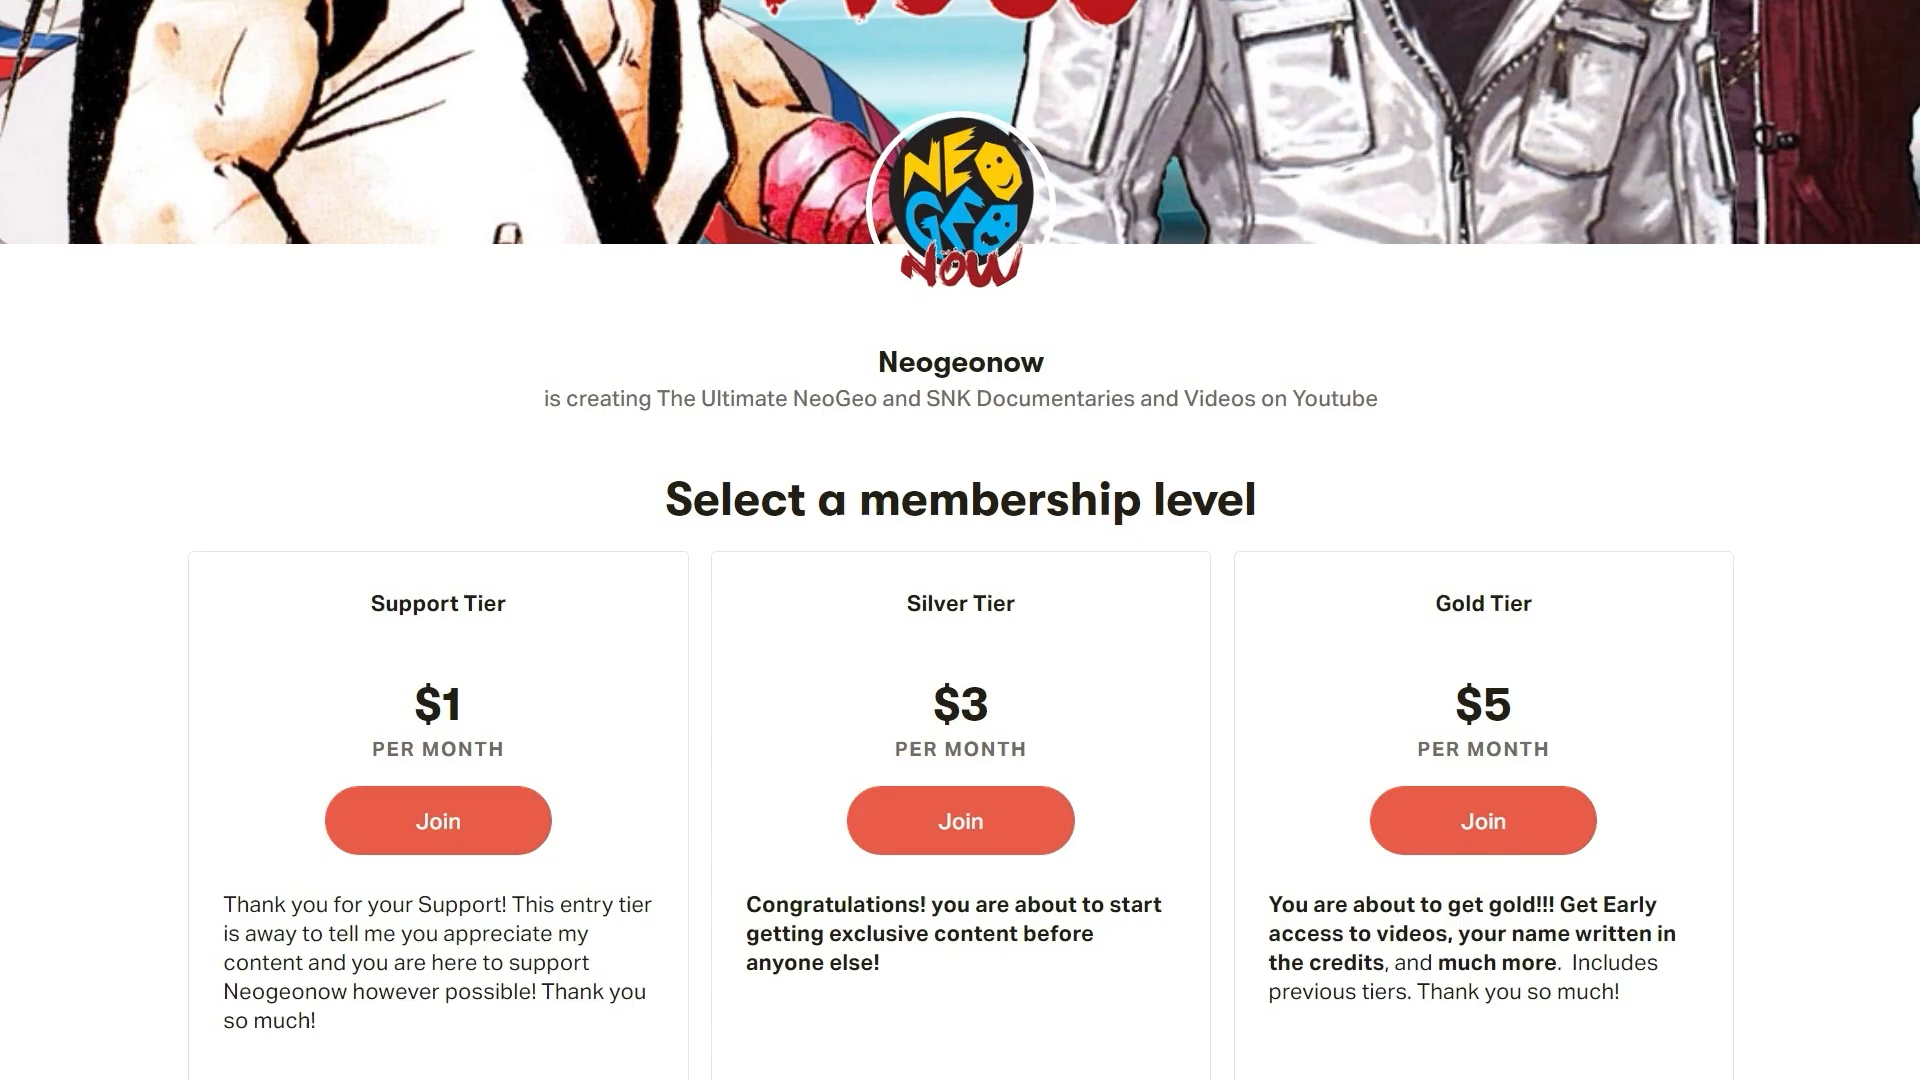 NEO
GEO
NOW
Neogeonow
is creating The Ultimate NeoGeo and SNK Documentaries and Videos on Youtube
Select a membership level
Support Tier
$1
PER MONTH
Join
Thank you for your Support! This entry tier
is away to tell me you appreciate my
content and you are here to support
Neogeonow however possible! Thank you
so much!
Silver Tier
$3
PER MONTH
Join
Congratulations! you are about to start
getting exclusive content before
anyone else!
Gold Tier
$5
PER MONTH
Join
You are about to get gold!!! Get Early
access to videos, your name written in
the credits, and much more. Includes
previous tiers. Thank you so much!